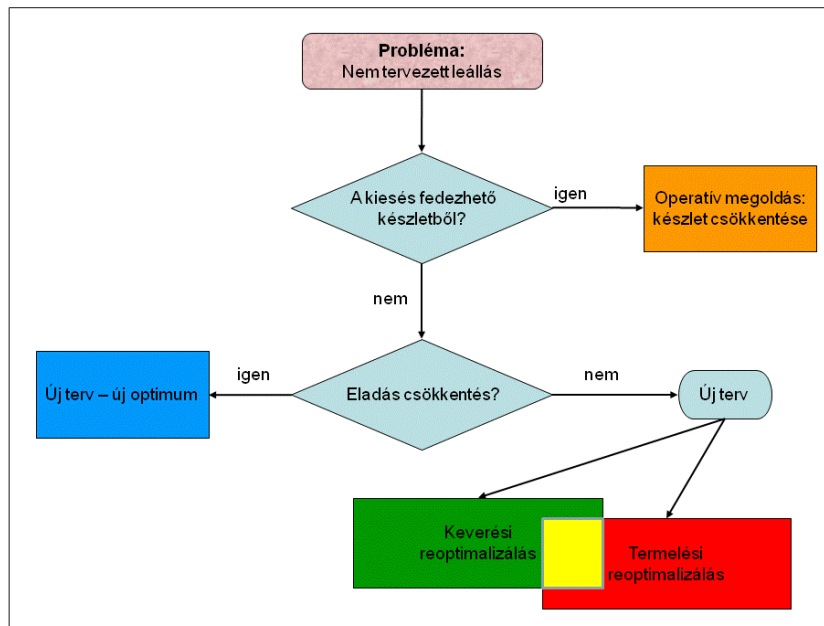 Probléma:
Nem tervezett leállás
A kiesés fedezhető
készletből?
igen
Operatív megoldás:
készlet csökkentése
nem
Új terv – új optimum
igen
Eladás csökkentés?
nem
Új terv
Keverési
reoptimalizálás
Termelési
reoptimalizálás